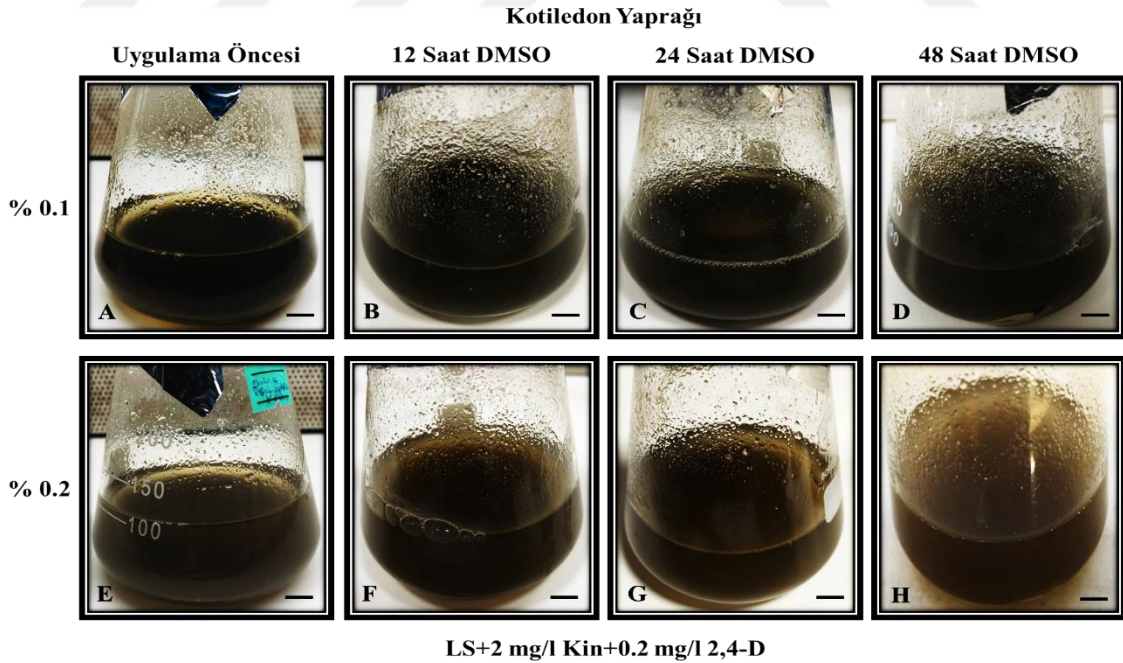 Kotiledon Yaprağı
Uygulama Öncesi 12 Saat DMSO 24 Saat DMSO 48 Saat DMSO
% 0.1
A B C D
% 0.2
200
150
100
E F G H
LS+2 mg/l Kin+0.2 mg/l 2,4-D